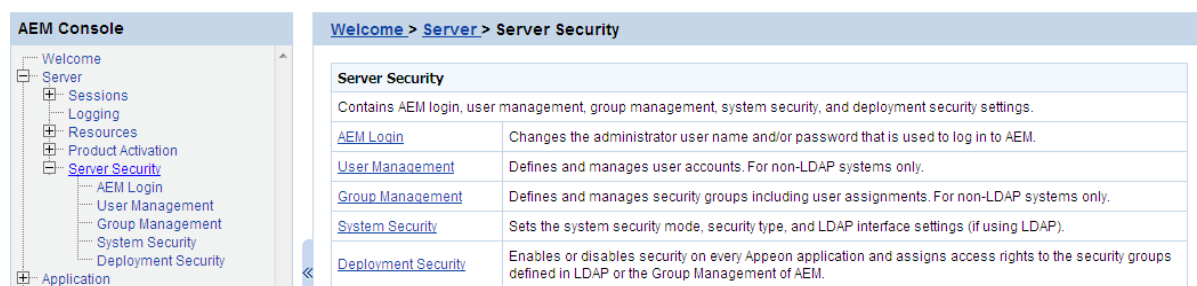 AEM Console
Welcome
Server
Sessions
Logging
Resources
Product Activation
Server Security
AEM Login
User Management
Group Management
System Security
Deployment Security
Application
«
Welcome > Server > Server Security
Server Security
Contains AEM login, user management, group management, system security, and deployment security settings.
AEM Login Changes the administrator user name and/or password that is used to log in to AEM.
User Management Defines and manages user accounts. For non-LDAP systems only.
Group Management Defines and manages security groups including user assignments. For non-LDAP systems only.
System Security Sets the system security mode, security type, and LDAP interface settings (if using LDAP).
Deployment Security Enables or disables security on every Appeon application and assigns access rights to the security groups
defined in LDAP or the Group Management of AEM.